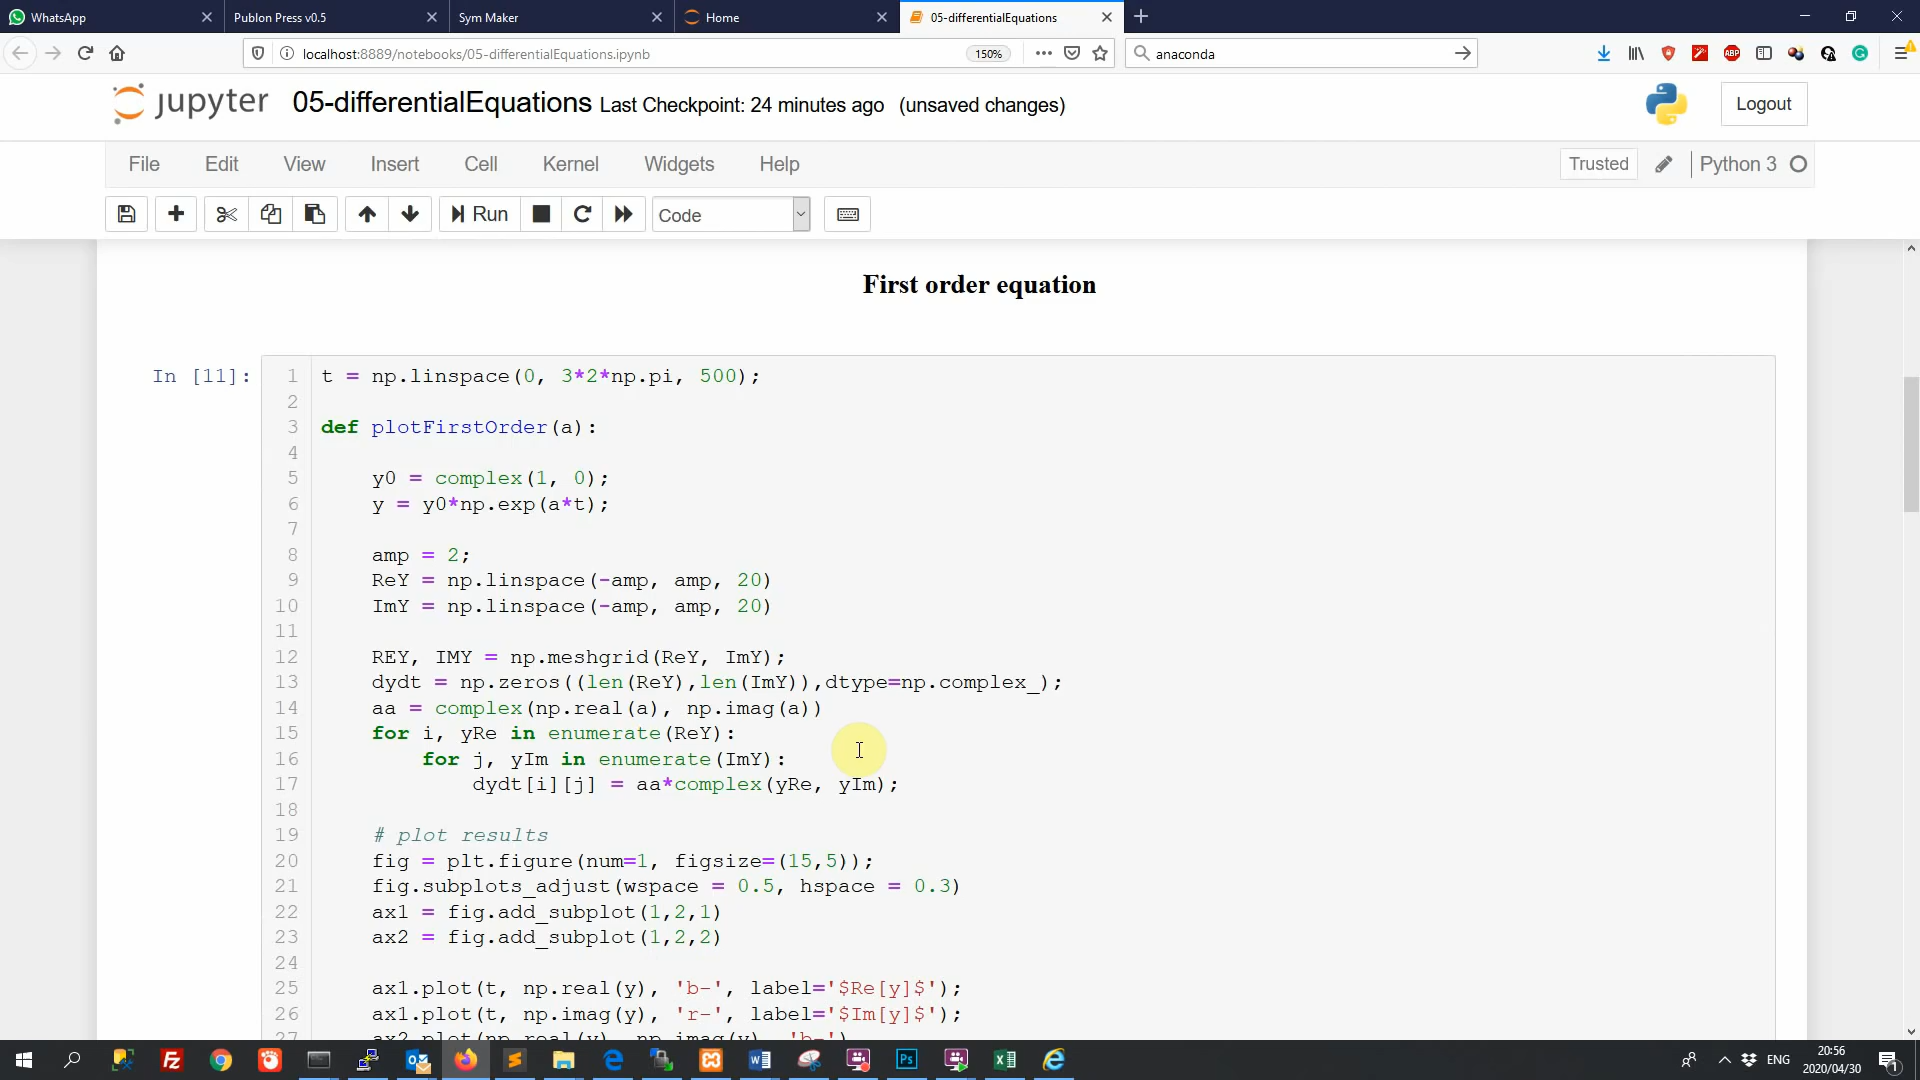 WhatsApp
Publon Press v0.5
Sym Maker
Home
05-differentialEquations
localhost:8889/notebooks/05-differentialEquations.ipynb
150%
anaconda
ABP
jupyter 05-differentialEquations Last Checkpoint: 24 minutes ago (unsaved changes)
Logout
File Edit View Insert Cell Kernel Widgets Help
Trusted
Python 3
Run
Code
First order equation
In [11]:
1 t = np.linspace(0, 3*2*np.pi, 500);
2
3 def plotFirstOrder(a):
4
5 y0 = complex(1, 0);
6 y = y0*np.exp(a*t);
7
8 amp = 2;
9 ReY = np.linspace(-amp, amp, 20)
10 ImY = np.linspace(-amp, amp, 20)
11
12 REY, IMY = np.meshgrid(ReY, ImY);
13 dydt = np.zeros((len(ReY),len(ImY)),dtype=np.complex_);
14 aa = complex(np.real(a), np.imag(a))
15 for i, yRe in enumerate(ReY):
16 for j, yIm in enumerate(ImY):
17 dydt[i][j] = aa*complex(yRe, yIm);
18
19 # plot results
20 fig = plt.figure(num=1, figsize=(15,5));
21 fig.subplots_adjust(wspace = 0.5, hspace = 0.3)
22 ax1 = fig.add_subplot(1,2,1)
23 ax2 = fig.add_subplot(1,2,2)
24
25 ax1.plot(t, np.real(y), 'b-', label='$Re[y]$');
26 ax1.plot(t, np.imag(y), 'r-', label='$Im[y]$');
27 ax2.plot(np.real(y), np.imag(y), 'b-')
ENG
20:56
2020/04/30